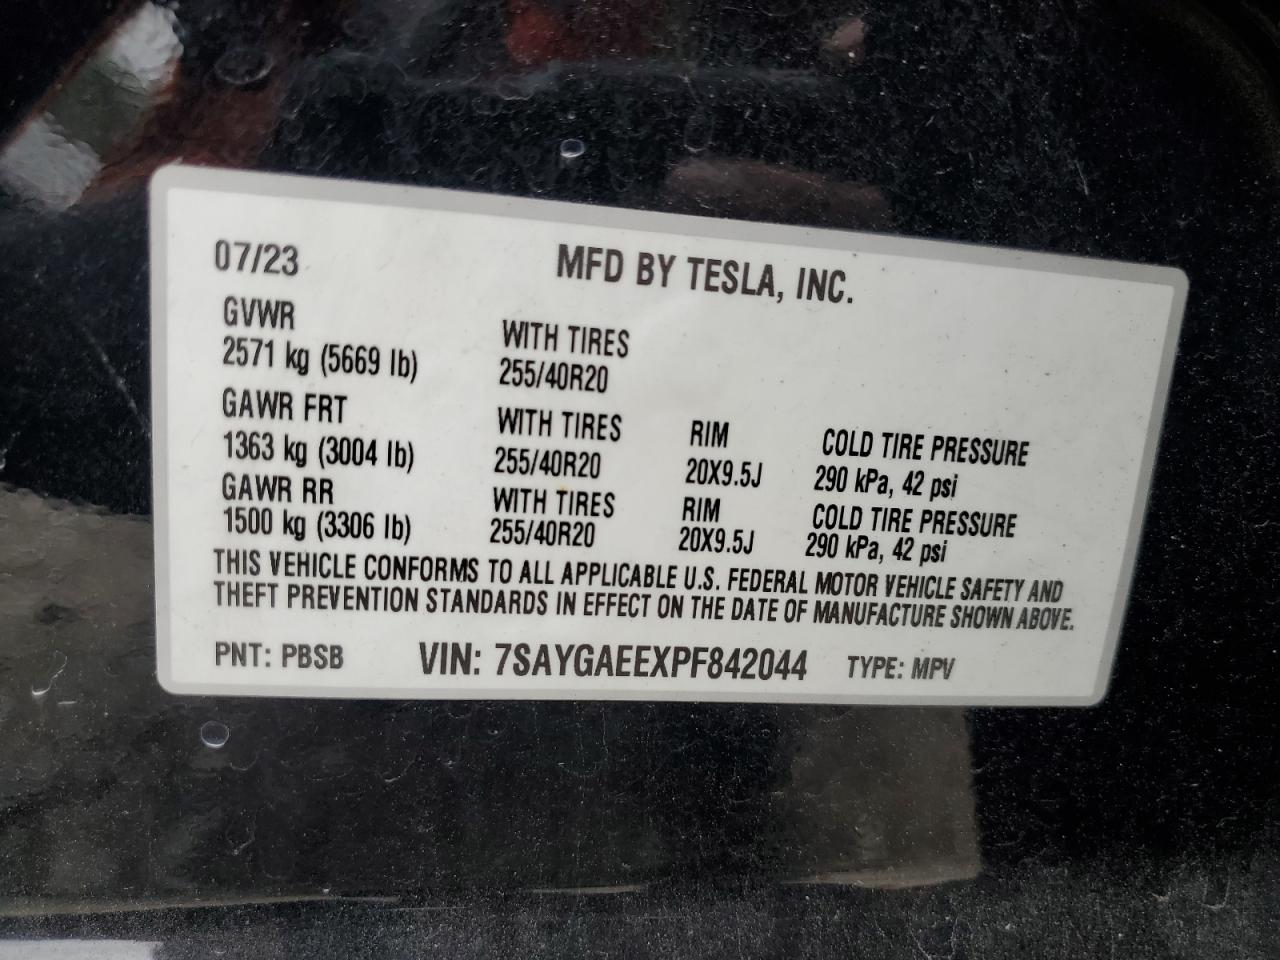 07/23 MFD BY TESLA, INC.
GVWR WITH TIRES
2571 kg (5669 lb) 255/40R20
GAWR FRT WITH TIRES RIM COLD TIRE PRESSURE
1363 kg (3004 lb) 255/40R20 20X9.5J 290 kPa, 42 psi
GAWR RR WITH TIRES RIM COLD TIRE PRESSURE
1500 kg (3306 lb) 255/40R20 20X9.5J 290 kPa, 42 psi
THIS VEHICLE CONFORMS TO ALL APPLICABLE U.S. FEDERAL MOTOR VEHICLE SAFETY AND
THEFT PREVENTION STANDARDS IN EFFECT ON THE DATE OF MANUFACTURE SHOWN ABOVE.
PNT: PBSB VIN: 7SAYGAEEXPF842044 TYPE: MPV